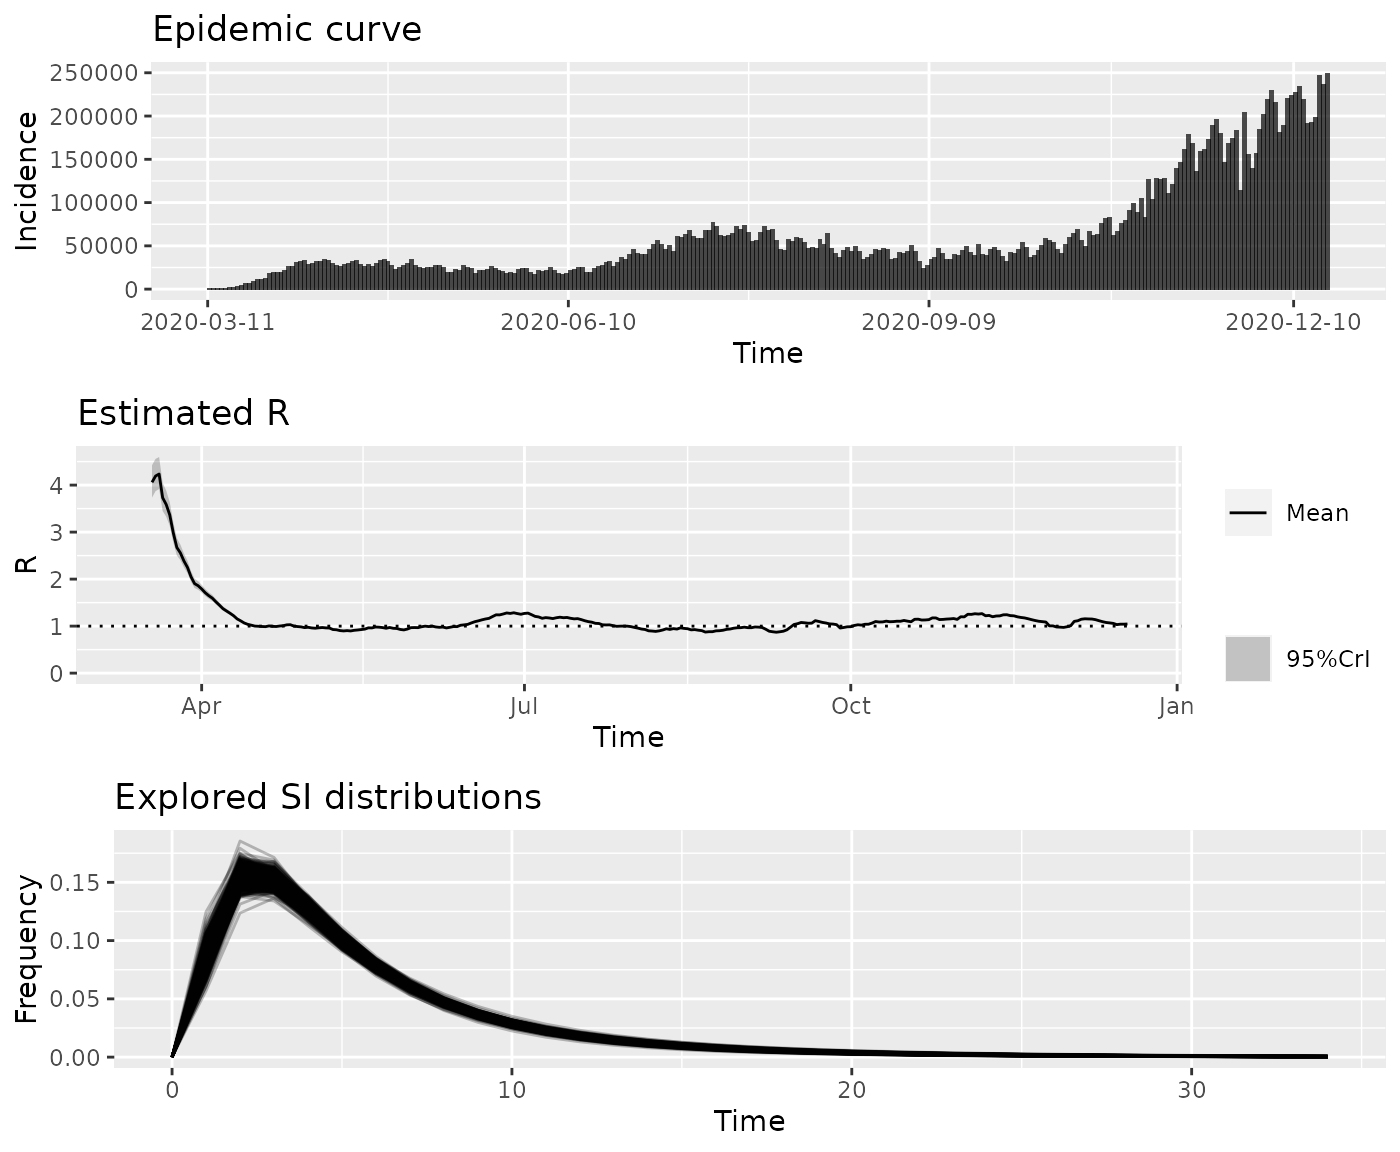 Epidemic curve
250000
200000
150000
100000
50000
0
Incidence
2020-03-11 2020-06-10 2020-09-09 2020-12-10
Time
Estimated R
4
3
2
1
0
R
Apr Jul Oct Jan
Time
Mean
95%CrI
Explored SI distributions
0.15
0.10
0.05
0.00
Frequency
0 10 20 30
Time